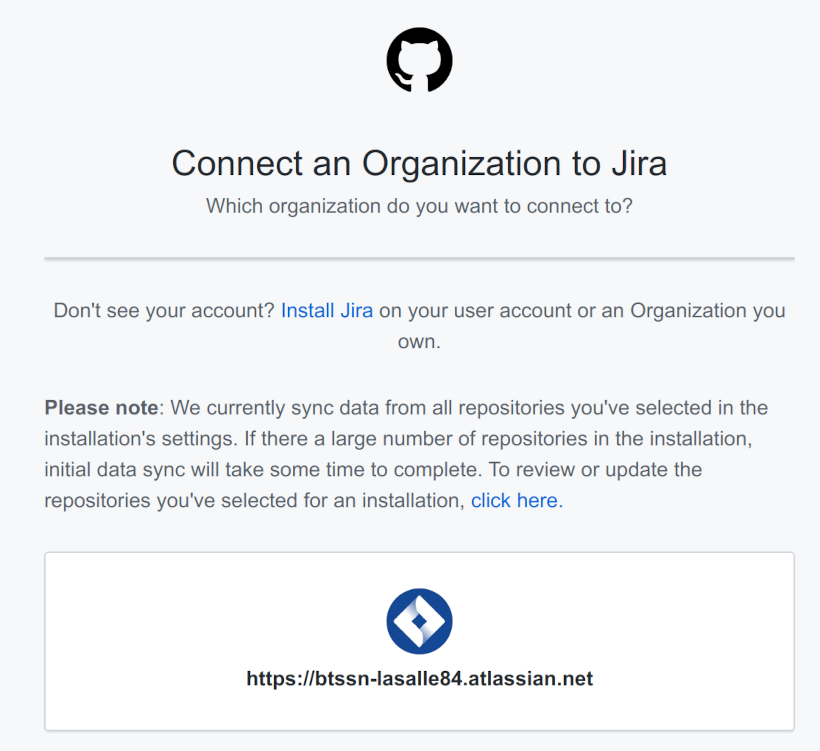 Connect an Organization to Jira
Which organization do you want to connect to?
Don't see your account? Install Jira on your user account or an Organization you
own.
Please note: We currently sync data from all repositories you've selected in the
installation's settings. If there a large number of repositories in the installation,
initial data sync will take some time to complete. To review or update the
repositories you've selected for an installation, click here.
https://btssn-lasalle84.atlassian.net